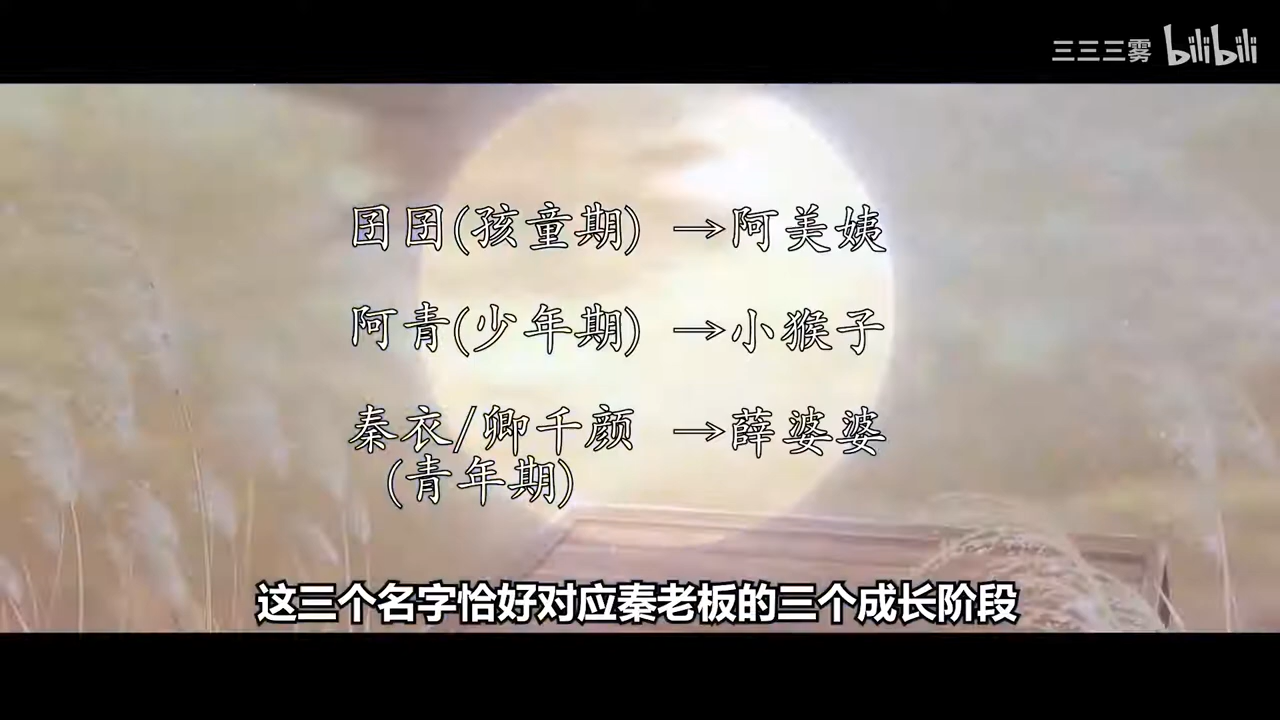 三三三雾 bilibili
囝囝(孩童期) →阿美姨
阿青(少年期) →小猴子
秦衣/卿千颜 →薛婆婆
(青年期)
这三个名字恰好对应秦老板的三个成长阶段